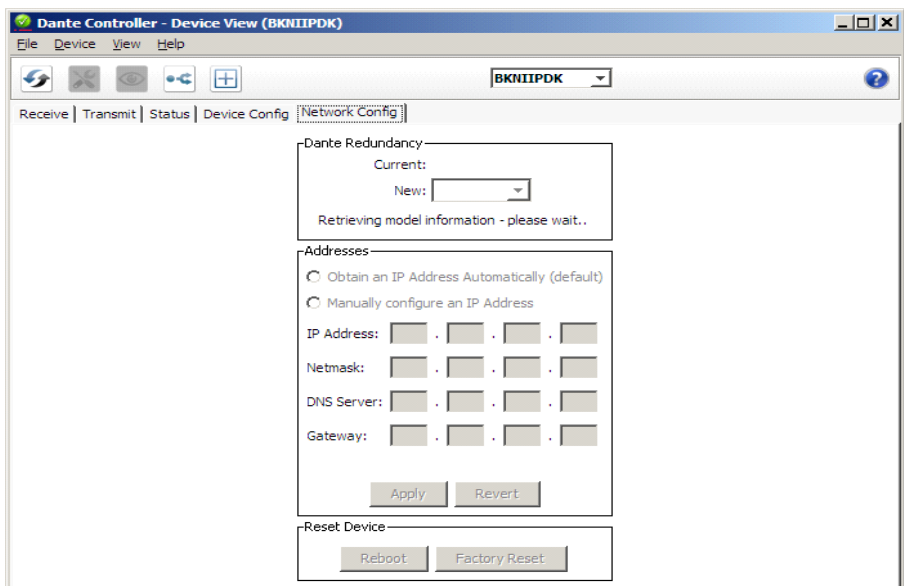 Dante Controller - Device View (BKNIIPDK)
File Device View Help
BKNIIPDK
?
Receive Transmit Status Device Config Network Config
Dante Redundancy
Current:
New:
Retrieving model information - please wait..
Addresses
Obtain an IP Address Automatically (default)
Manually configure an IP Address
IP Address: . . .
Netmask: . . .
DNS Server: . . .
Gateway: . . .
Apply Revert
Reset Device
Reboot Factory Reset